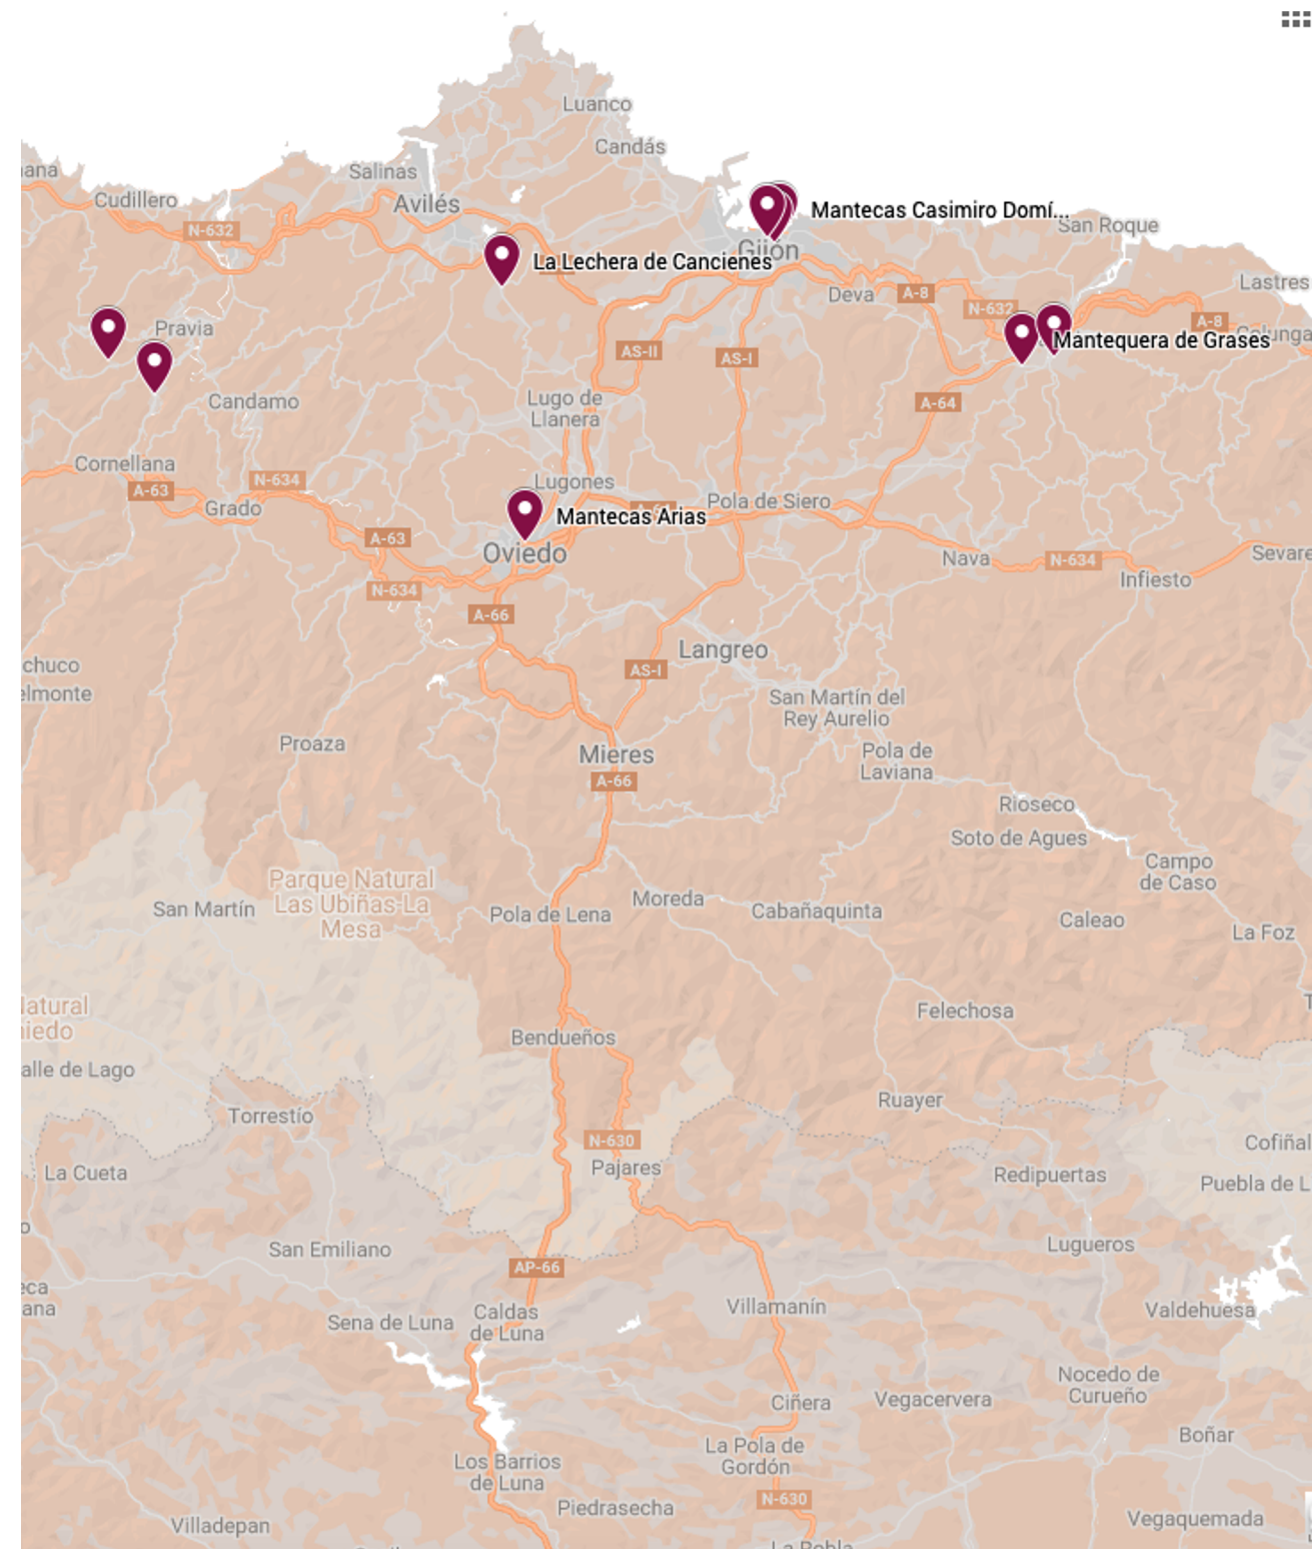 Luanco
Candás
ana
Salinas
Cudillero
Avilés
N-632
Mantecas Casimiro Domí...
San Roque
Gijón
La Lechera de Cancienes
Lastres
Deva
A-8
N-632
A-8
Colunga
Pravia
Mantequera de Grases
AS-II
AS-I
Candamo
Lugo de
Llanera
A-64
Cornellana
N-634
Lugones
A-63
Grado
Pola de Siero
Mantecas Arias
A-63
Oviedo
Nava
N-634
Sevare
Infiesto
N-634
A-66
Langreo
chuco
elmonte
AS-I
San Martín del
Rey Aurelio
Proaza
Mieres
Pola de
Laviana
A-66
Rioseco
Soto de Agues
Campo
de Caso
Parque Natural
Las Ubiñas-La
Mesa
San Martín
Pola de Lena
Moreda
Cabañaquinta
Caleao
La Foz
latural
iedo
Felechosa
Bendueños
alle de Lago
Torrestío
Ruayer
N-630
Cofiñal
La Cueta
Pajares
Redipuertas
Puebla de L
o
San Emiliano
Lugueros
AP-66
eca
ana
Caldas
de Luna
Sena de Luna
Villamanín
Valdehuesa
Nocedo de
Curueño
Ciñera
Vegacervera
La Pola de
Gordón
Boñar
Los Barrios
de Luna
N-630
Piedrasecha
Villadepan
Vegaquemada
La Robla